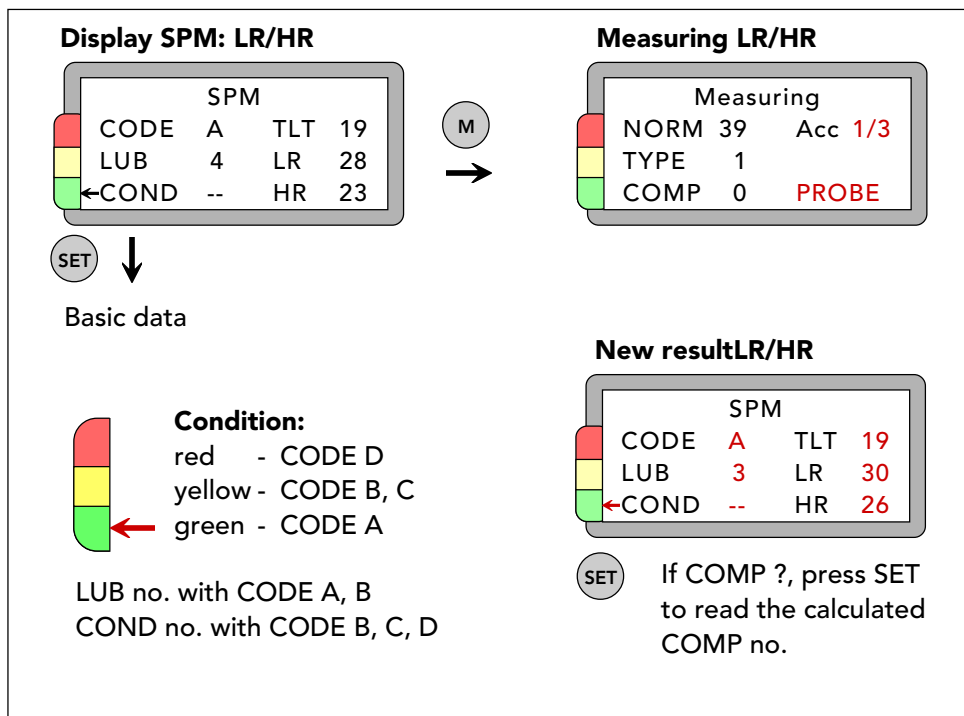 Display SPM: LR/HR
SPM
CODE A TLT 19
LUB 4 LR 28
COND -- HR 23
M
SET
Basic data
Measuring LR/HR
Measuring
NORM 39 Acc 1/3
TYPE 1
COMP 0 PROBE
Condition:
red - CODE D
yellow - CODE B, C
green - CODE A
LUB no. with CODE A, B
COND no. with CODE B, C, D
New resultLR/HR
SPM
CODE A TLT 19
LUB 3 LR 30
COND -- HR 26
SET
If COMP ?, press SET
to read the calculated
COMP no.